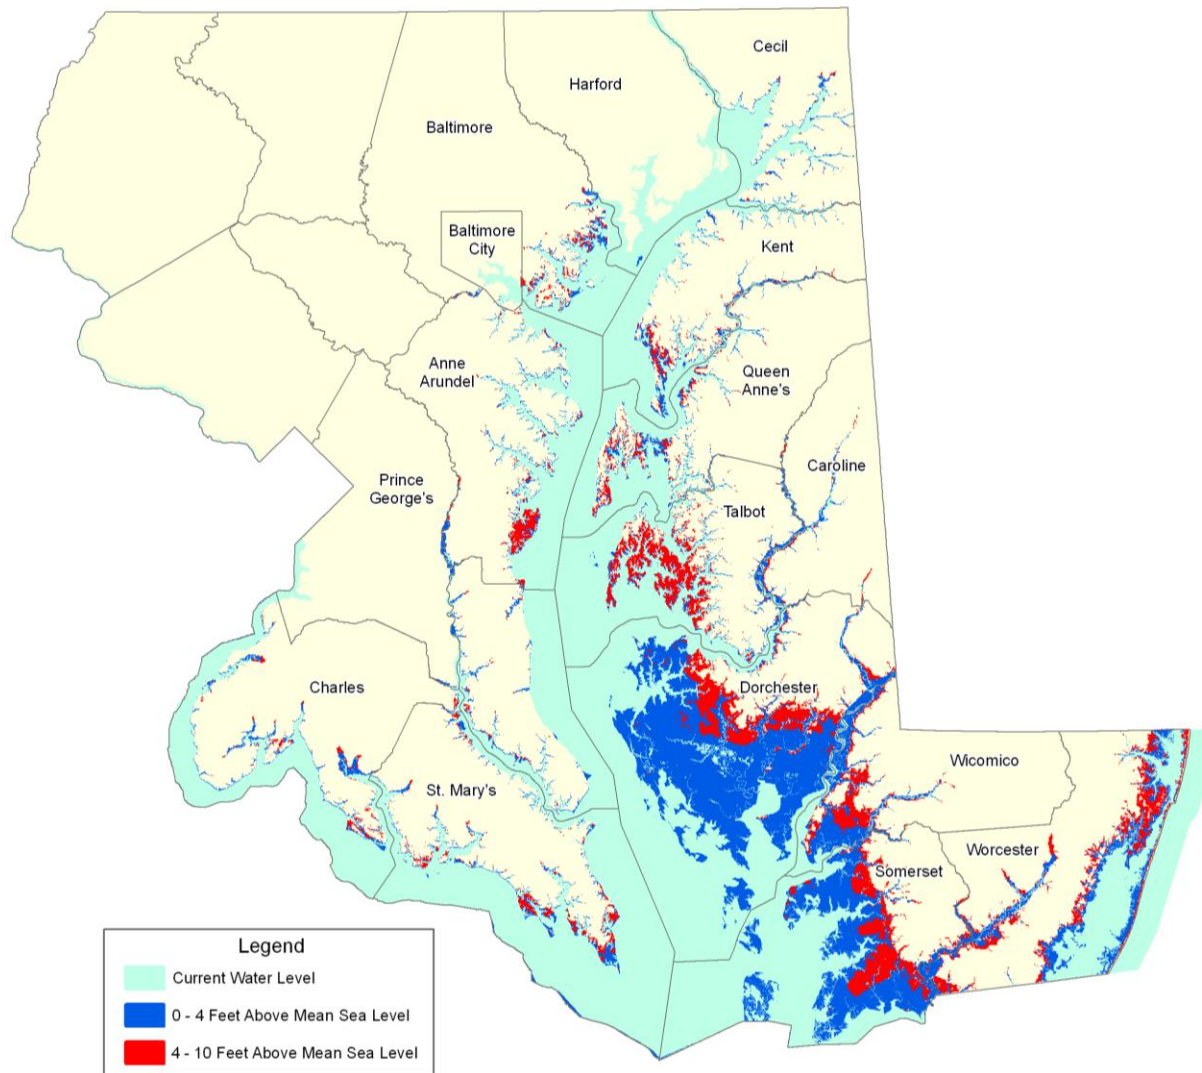 Cecil
Harford
Baltimore
Baltimore
City
Kent
Anne
Arundel
Queen
Anne's
Caroline
Prince
George's
Talbot
Charles
Dorchester
St. Mary's
Wicomico
Worcester
Somerset
Legend
Current Water Level
0 - 4 Feet Above Mean Sea Level
4 - 10 Feet Above Mean Sea Level